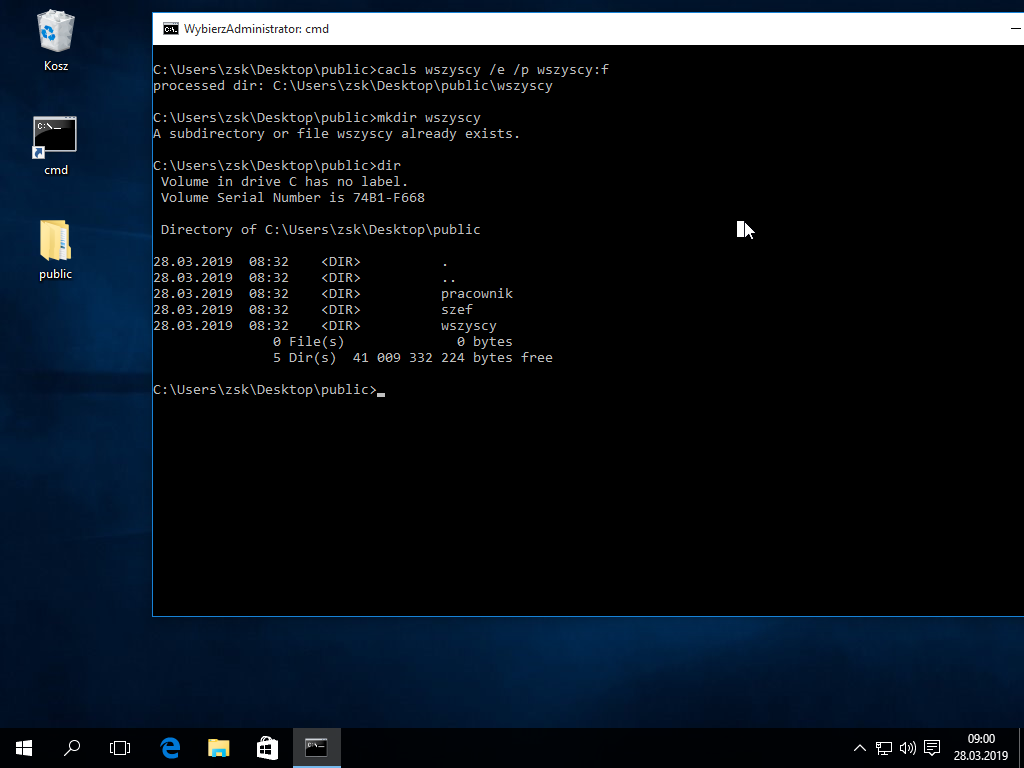 Kosz
cmd
public
WybierzAdministrator: cmd
C:\Users\zsk\Desktop\public>cacls wszyscy /e /p wszyscy:f
processed dir: C:\Users\zsk\Desktop\public\wszyscy
C:\Users\zsk\Desktop\public>mkdir wszyscy
A subdirectory or file wszyscy already exists.
C:\Users\zsk\Desktop\public>dir
Volume in drive C has no label.
Volume Serial Number is 74B1-F668
Directory of C:\Users\zsk\Desktop\public
28.03.2019  08:32    <DIR>          .
28.03.2019  08:32    <DIR>          ..
28.03.2019  08:32    <DIR>          pracownik
28.03.2019  08:32    <DIR>          szef
28.03.2019  08:32    <DIR>          wszyscy
0 File(s)              0 bytes
5 Dir(s)  41 009 332 224 bytes free
C:\Users\zsk\Desktop\public>
09:00
28.03.2019